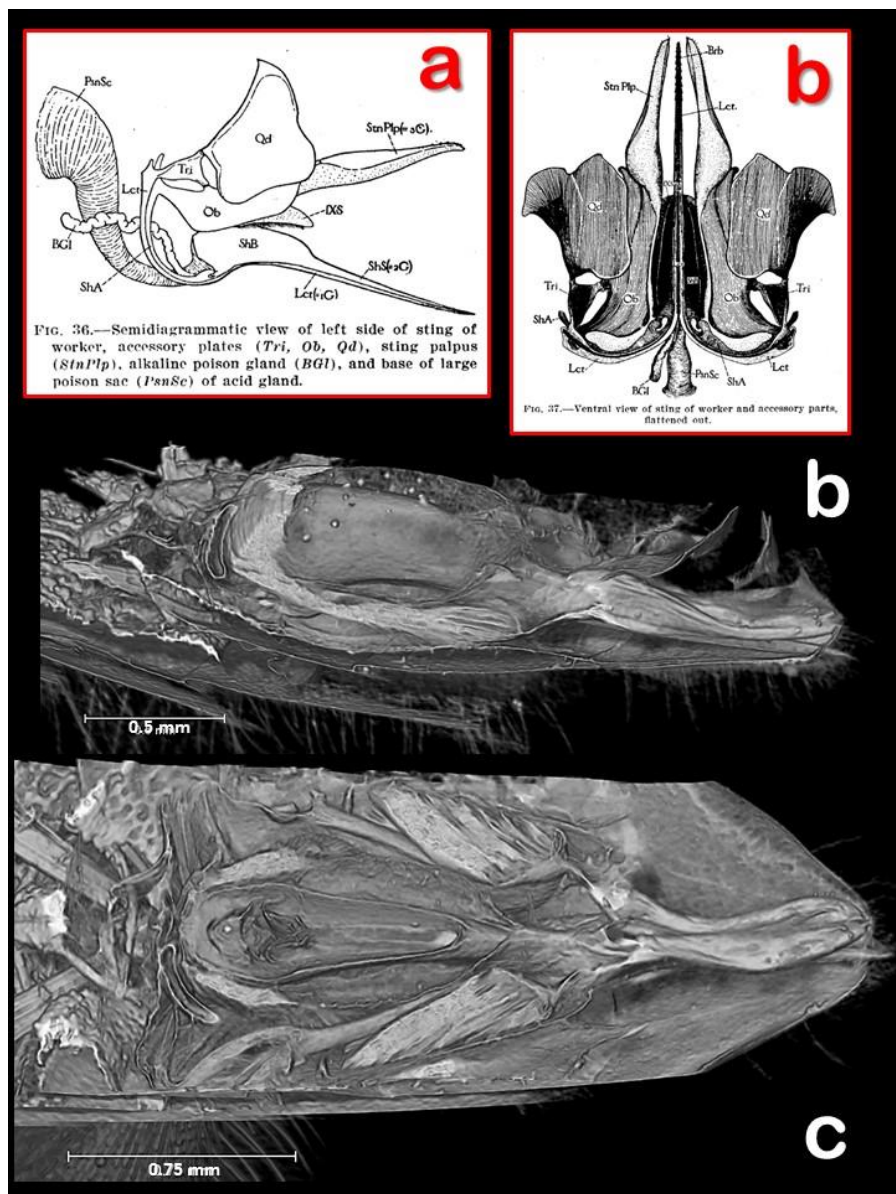 a
PsnSc
Qd
StnPlp(=3G).
Tri
Lct
Ob
IXS
BGl
ShB
ShA
ShS(=2G)
Lct(=1G)
FIG. 36.—Semidiagrammatic view of left side of sting of
worker, accessory plates (Tri, Ob, Qd), sting palpus
(StnPlp), alkaline poison gland (BGl), and base of large
poison sac (PsnSc) of acid gland.
b
Brb
StnPlp
Lct.
Qd
Qd
Tri
Tri
Ob
Ob
ShA
Lct
Lct
BGl
PsnSc
ShA
FIG. 37.—Ventral view of sting of worker and accessory parts,
flattened out.
b
0.5 mm
c
0.75 mm